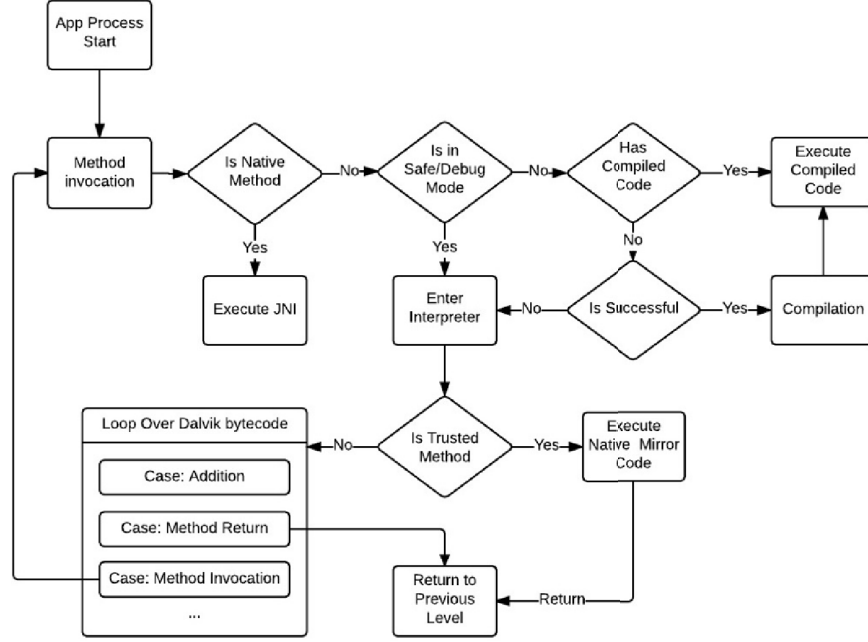 App Process
Start
Method
invocation
Is Native
Method
No
Is in
Safe/Debug
Mode
No
Has
Compiled
Code
Yes
Execute
Compiled
Code
Yes
Yes
No
Execute JNI
Enter
Interpreter
No
Is Successful
Yes
Compilation
Loop Over Dalvik bytecode
No
Is Trusted
Method
Yes
Execute
Native Mirror
Code
Case: Addition
Case: Method Return
Case: Method Invocation
...
Return to
Previous
Level
Return